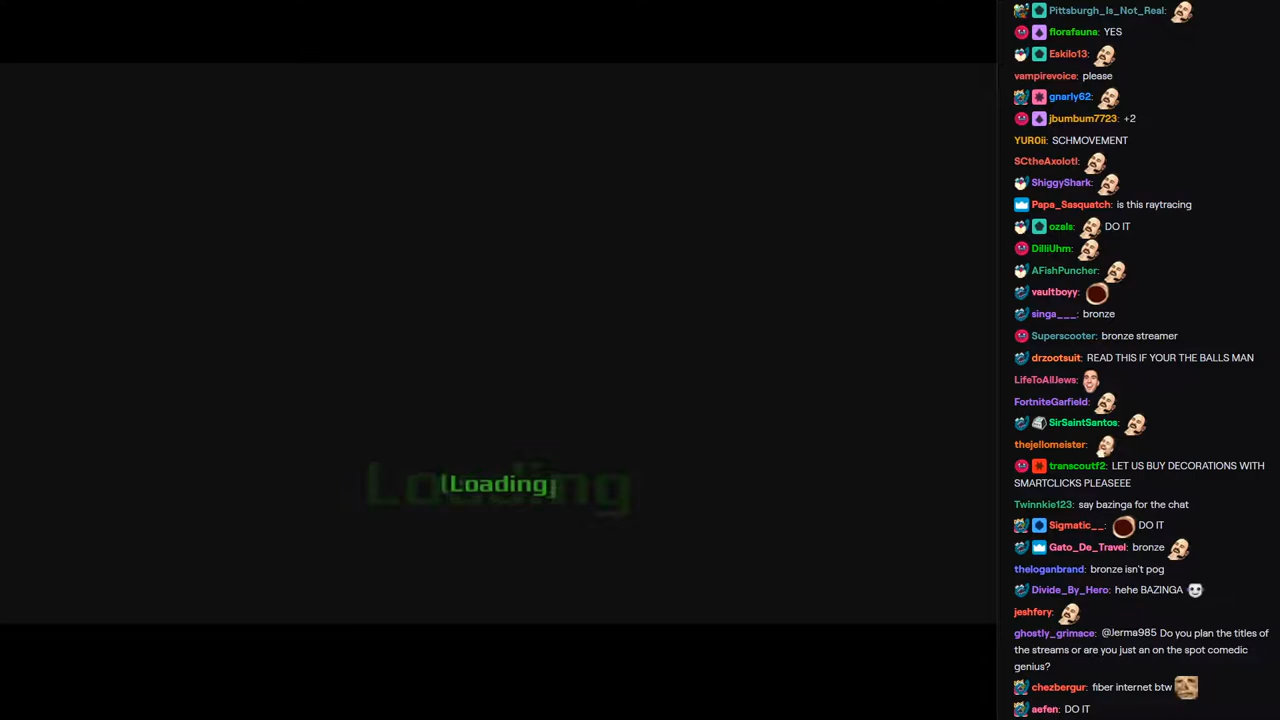 Loading
(Loading)
Pittsburgh_Is_Not_Real:
florafauna: YES
Eskilo13:
vampirevoice: please
gnarly62:
jbumbum7723: +2
YUR0ii: SCHMOVEMENT
SCtheAxolotl:
ShiggyShark:
Papa_Sasquatch: is this raytracing
ozals: DO IT
DilliUhm:
AFishPuncher:
vaultboyy:
singa___: bronze
Superscooter: bronze streamer
drzootsuit: READ THIS IF YOUR THE BALLS MAN
LifeToAllJews:
FortniteGarfield:
SirSaintSantos:
thejellomeister:
transcoutf2: LET US BUY DECORATIONS WITH
SMARTCLICKS PLEASEEE
Twinnkie123: say bazinga for the chat
Sigmatic__: DO IT
Gato_De_Travel: bronze
theloganbrand: bronze isn't pog
Divide_By_Hero: hehe BAZINGA
jeshfery:
ghostly_grimace: @Jerma985 Do you plan the titles of
the streams or are you just an on the spot comedic
genius?
chezbergur: fiber internet btw
aefen: DO IT